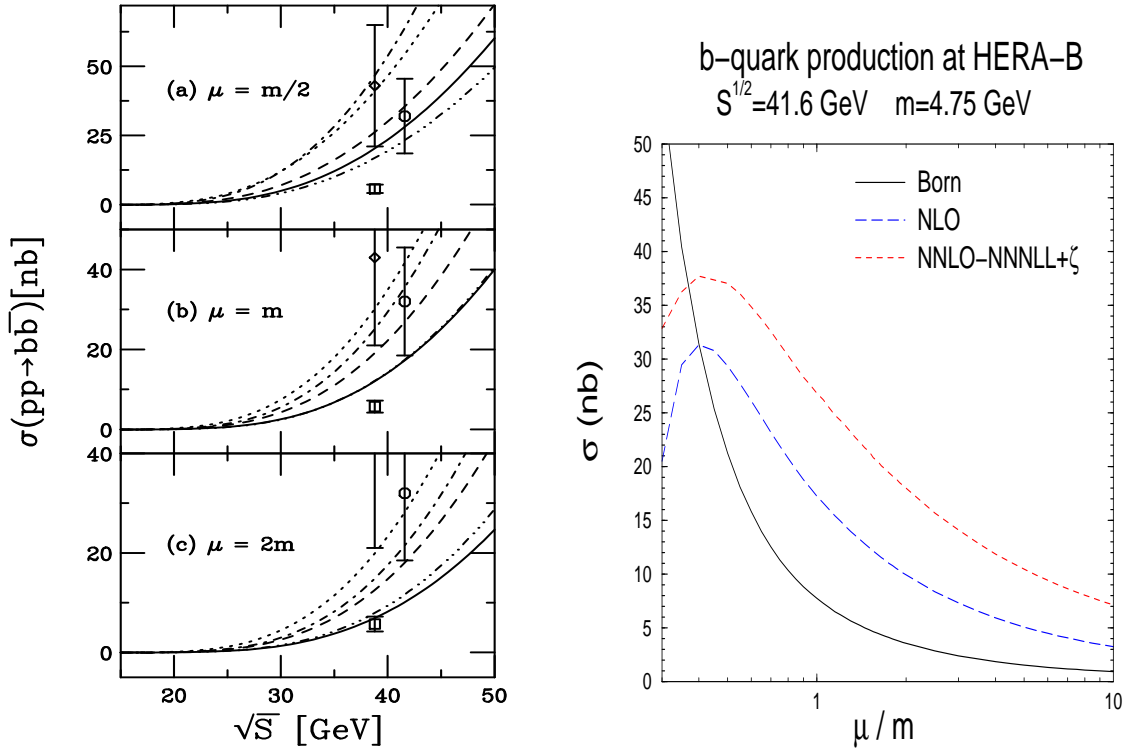 σ(pp→bb̅)[nb]
50
25
0
(a) μ = m/2
40
20
0
(b) μ = m
40
20
0
(c) μ = 2m
20 30 40 50
√S̅ [GeV]
b−quark production at HERA−B
S^1/2=41.6 GeV m=4.75 GeV
50
45
40
35
30
25
20
15
10
5
0
σ (nb)
Born
NLO
NNLO−NNNLL+ζ
1 10
μ / m